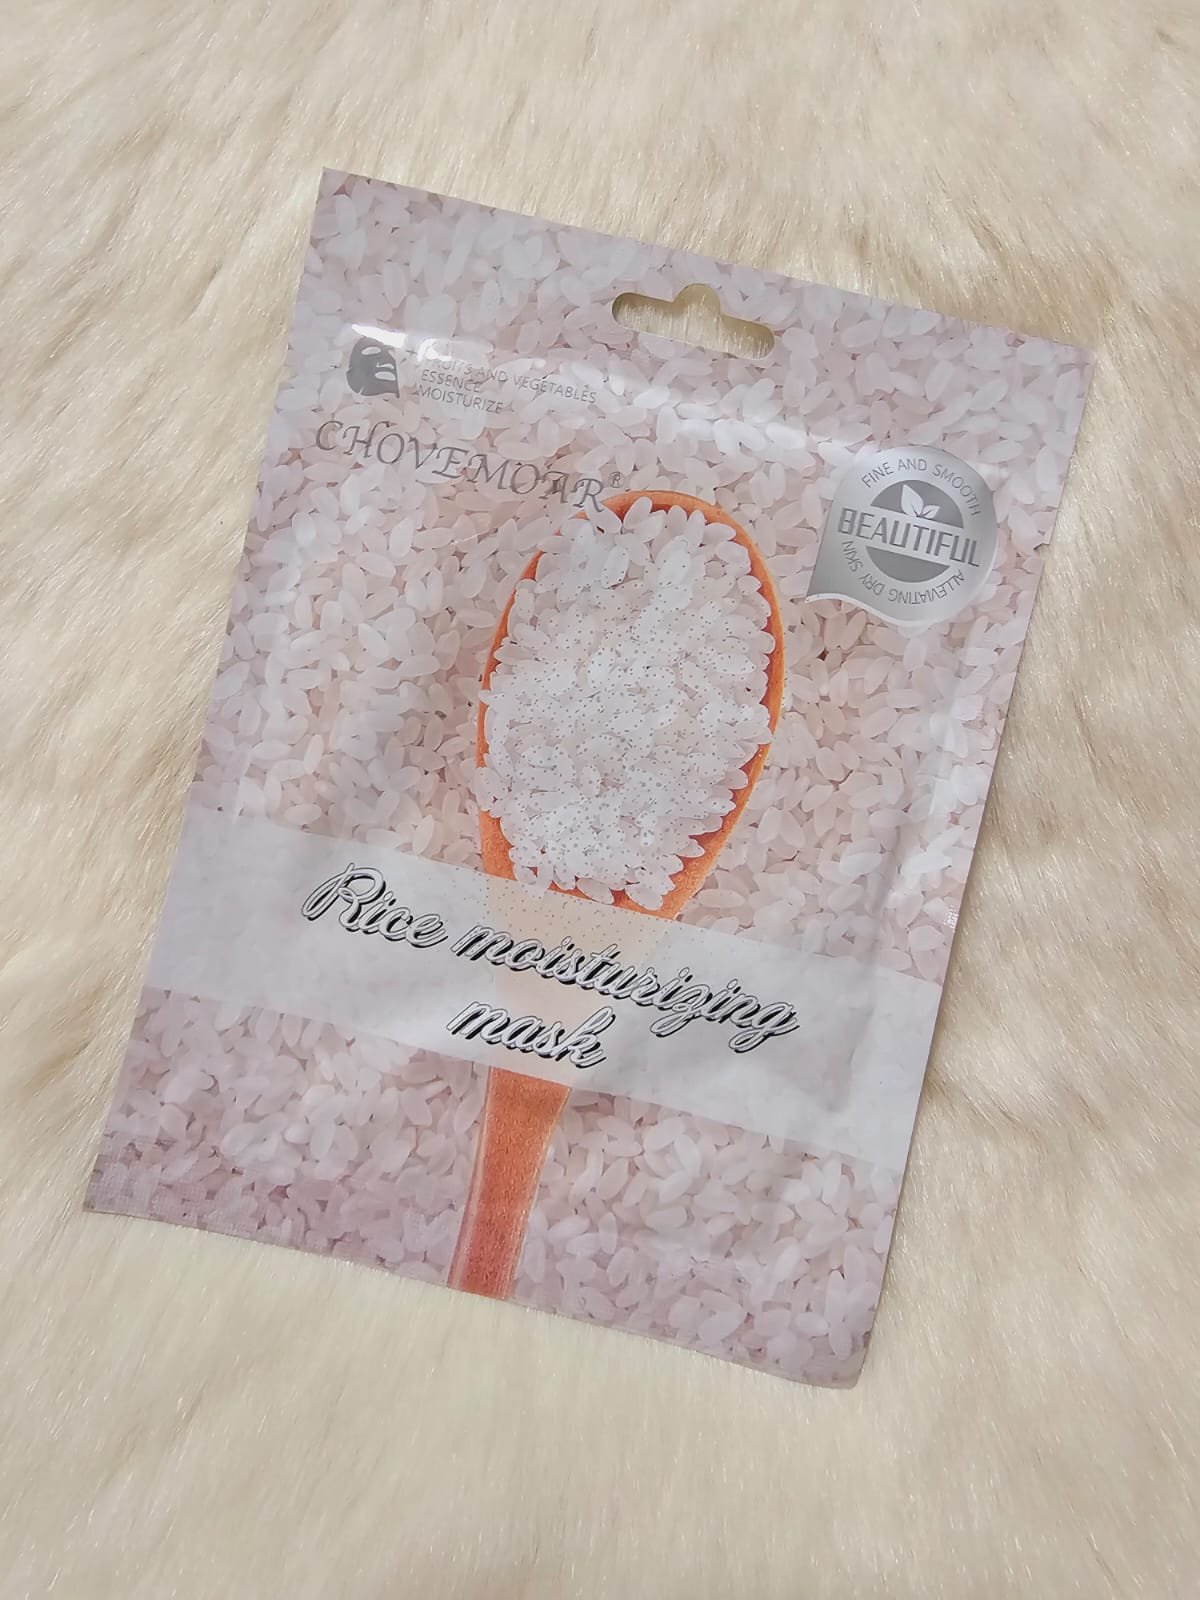 FRUITS AND VEGETABLES
ESSENCE
MOISTURIZE
CHOVEMOAR®
FINE AND SMOOTH
BEAUTIFUL
ALLEVIATING DRY SKIN
Rice moisturizing
mask